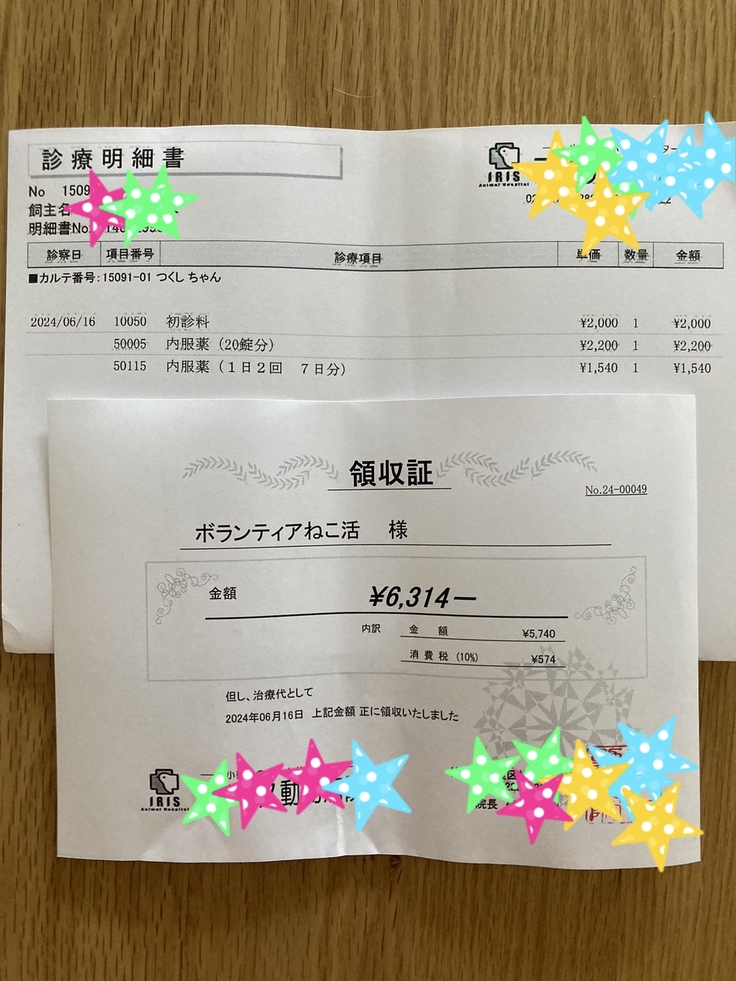 診療明細書
IRIS
Animal Hospital
No 1509
飼主名
明細書No.
診察日 項目番号 診療項目 単価 数量 金額
■カルテ番号:15091-01 つくし ちゃん
2024/06/16 10050 初診料 ¥2,000 1 ¥2,000
50005 内服薬（20錠分） ¥2,200 1 ¥2,200
50115 内服薬（１日２回 ７日分） ¥1,540 1 ¥1,540
領収証
No.24-00049
ボランティアねこ活 様
金額 ¥6,314ー
内訳 金額 ¥5,740
消費税 (10%) ¥574
但し、治療代として
2024年06月16日 上記金額 正に領収いたしました
IRIS
Animal Hospital
動
院長